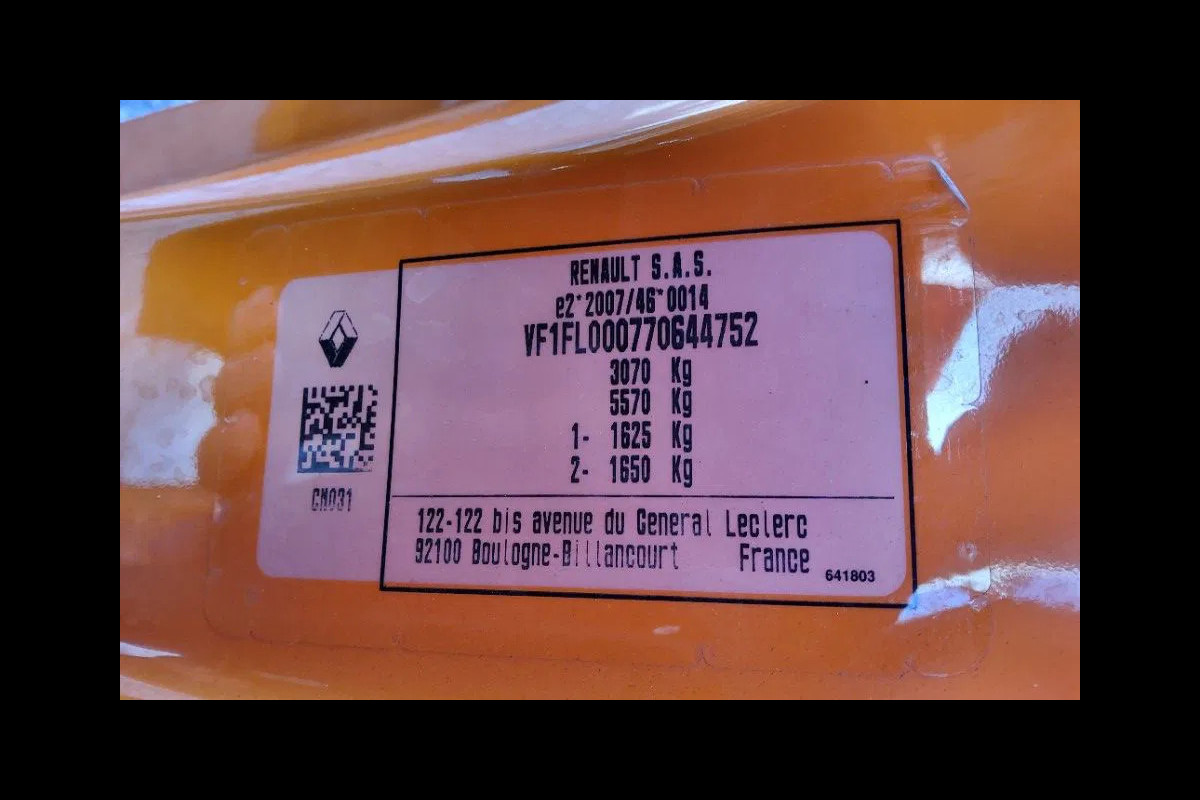 RENAULT S.A.S.
e2*2007/46*0014
VF1FL000770644752
3070 Kg
5570 Kg
1- 1625 Kg
2- 1650 Kg
CN031
122-122 bis avenue du General Leclerc
92100 Boulogne-Billancourt France
641803